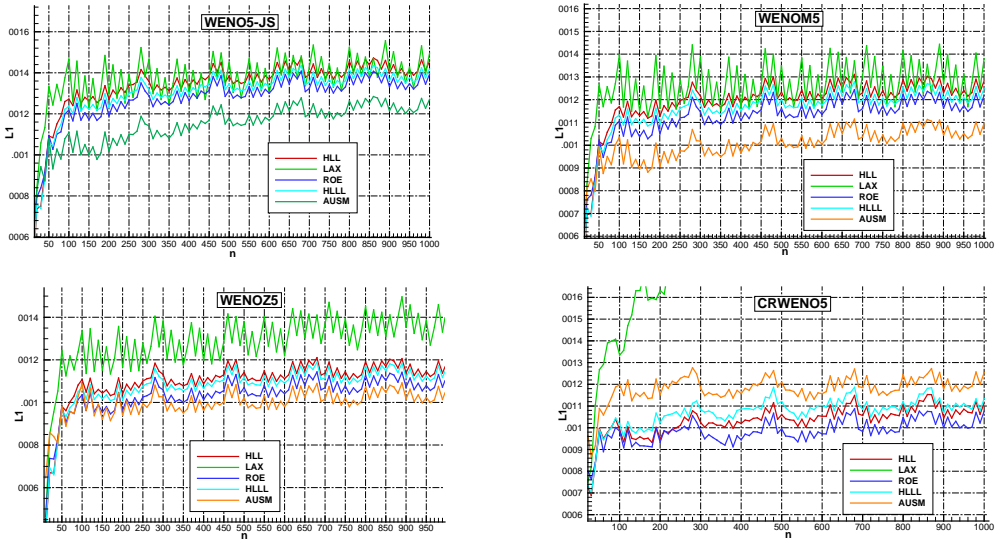 WENO5-JS
0016
0014
0012
.001
0008
0006
L1
HLL
LAX
ROE
HLLL
AUSM
50 100 150 200 250 300 350 400 450 500 550 600 650 700 750 800 850 900 950 1000
n
WENOM5
0016
0015
0014
0013
0012
0011
.001
0009
0008
0007
0006
L1
HLL
LAX
ROE
HLLL
AUSM
50 100 150 200 250 300 350 400 450 500 550 600 650 700 750 800 850 900 950 1000
n
WENOZ5
0014
0012
.001
0008
0006
L1
HLL
LAX
ROE
HLLL
AUSM
50 100 150 200 250 300 350 400 450 500 550 600 650 700 750 800 850 900 950
n
CRWENO5
0016
0015
0014
0013
0012
0011
.001
0009
0008
0007
0006
L1
HLL
LAX
ROE
HLLL
AUSM
100 200 300 400 500 600 700 800 900 1000
n